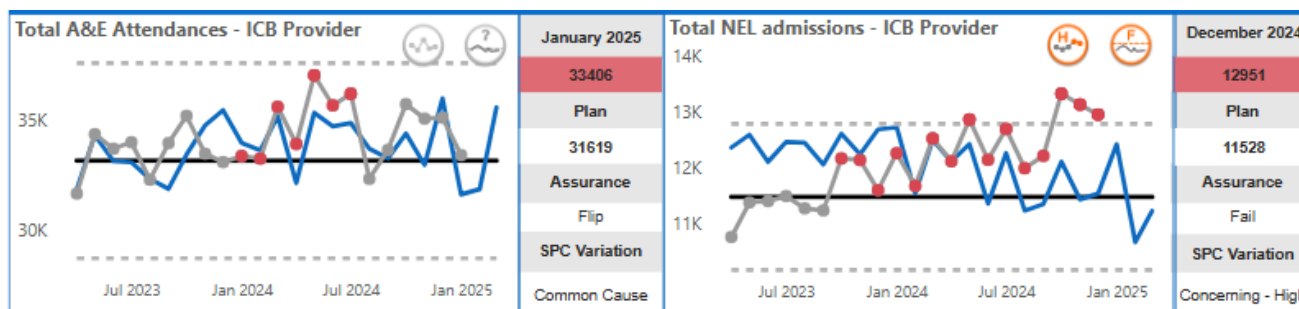 Total A&E Attendances - ICB Provider
?
35K
30K
Jul 2023
Jan 2024
Jul 2024
Jan 2025
January 2025
33406
Plan
31619
Assurance
Flip
SPC Variation
Common Cause
Total NEL admissions - ICB Provider
H
F
14K
13K
12K
11K
Jul 2023
Jan 2024
Jul 2024
Jan 2025
December 2024
12951
Plan
11528
Assurance
Fail
SPC Variation
Concerning - High